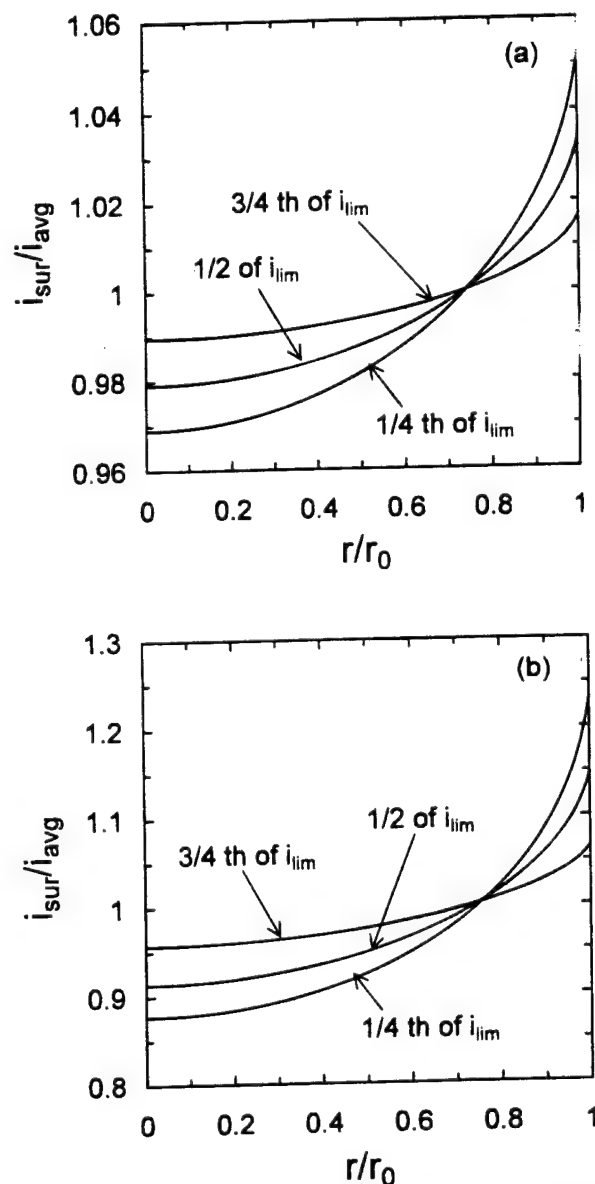 (a)
1.06
1.04
1.02
1
0.98
0.96
i_sur/i_avg
3/4 th of i_lim
1/2 of i_lim
1/4 th of i_lim
0 0.2 0.4 0.6 0.8 1
r/r_0
(b)
1.3
1.2
1.1
1
0.9
0.8
i_sur/i_avg
1/2 of i_lim
3/4 th of i_lim
1/4 th of i_lim
0 0.2 0.4 0.6 0.8 1
r/r_0